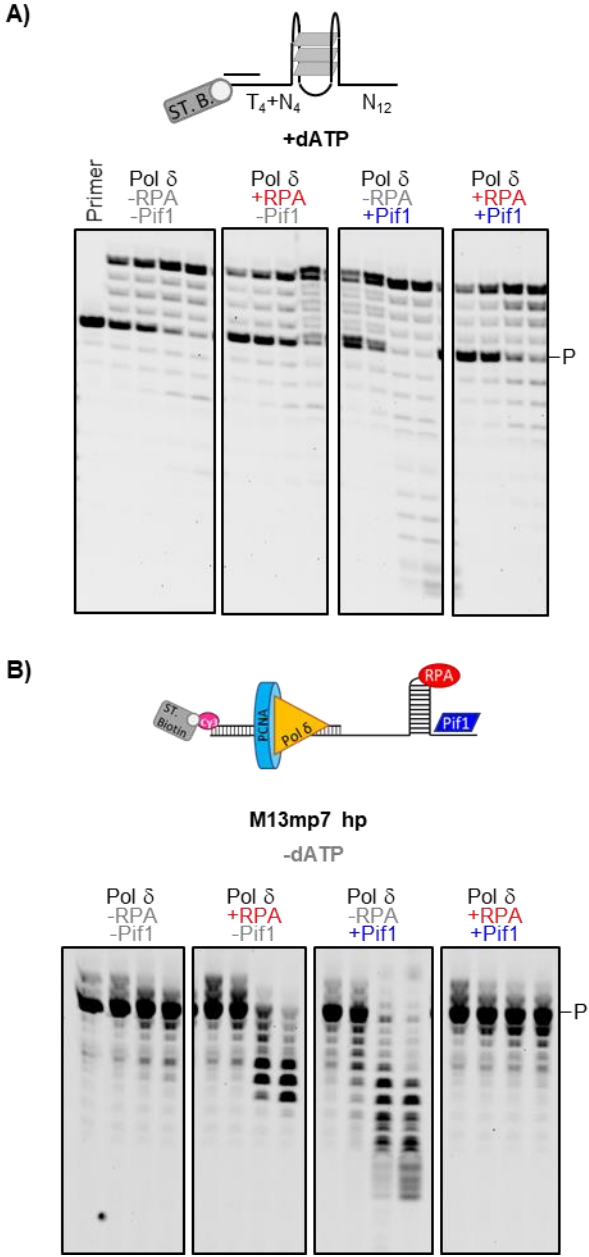 A)
ST. B.
T4+N4
N12
+dATP
Primer
Pol δ
-RPA
-Pif1
Pol δ
+RPA
-Pif1
Pol δ
-RPA
+Pif1
Pol δ
+RPA
+Pif1
P
B)
ST.
Biotin
Cy3
PCNA
Pol δ
RPA
Pif1
M13mp7 hp
-dATP
Pol δ
-RPA
-Pif1
Pol δ
+RPA
-Pif1
Pol δ
-RPA
+Pif1
Pol δ
+RPA
+Pif1
P